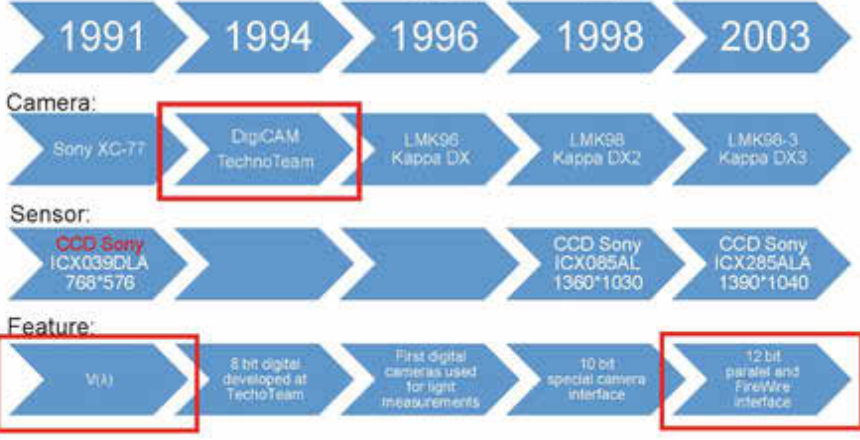 1991 1994 1996 1998 2003
Camera:
Sony XC-77
DigiCAM
TechnoTeam
LMK96
Kappa DX
LMK98
Kappa DX2
LMK98-3
Kappa DX3
Sensor:
CCD Sony
ICX039DLA
768*576
CCD Sony
ICX085AL
1360*1030
CCD Sony
ICX285ALA
1390*1040
Feature:
V(λ)
8 bit digital
developed at
TechoTeam
First digital
cameras used
for light
measurements
10 bit
special camera
interface
12 bit
paralel and
FireWire
interface